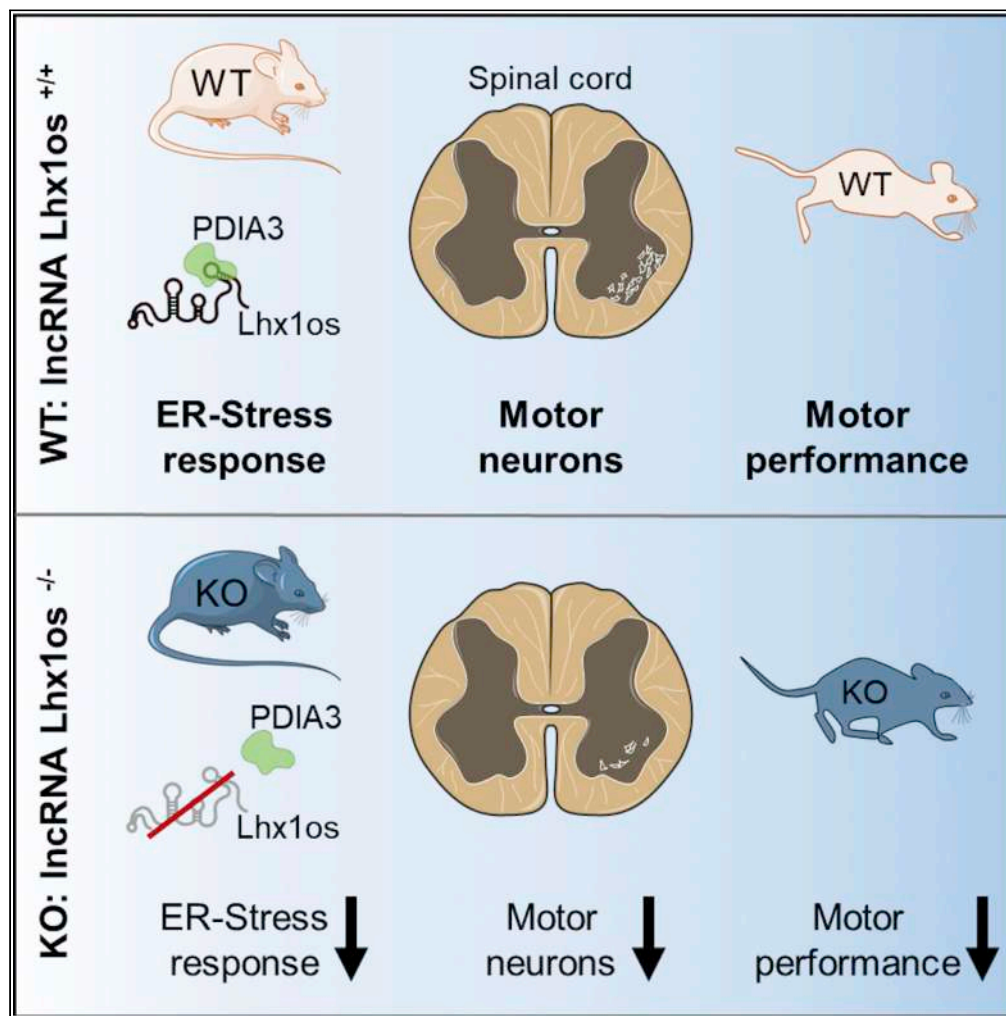 WT: lncRNA Lhx1os +/+
WT
Spinal cord
WT
PDIA3
Lhx1os
ER-Stress
response
Motor
neurons
Motor
performance
KO: lncRNA Lhx1os -/-
KO
KO
PDIA3
Lhx1os
ER-Stress
response
Motor
neurons
Motor
performance